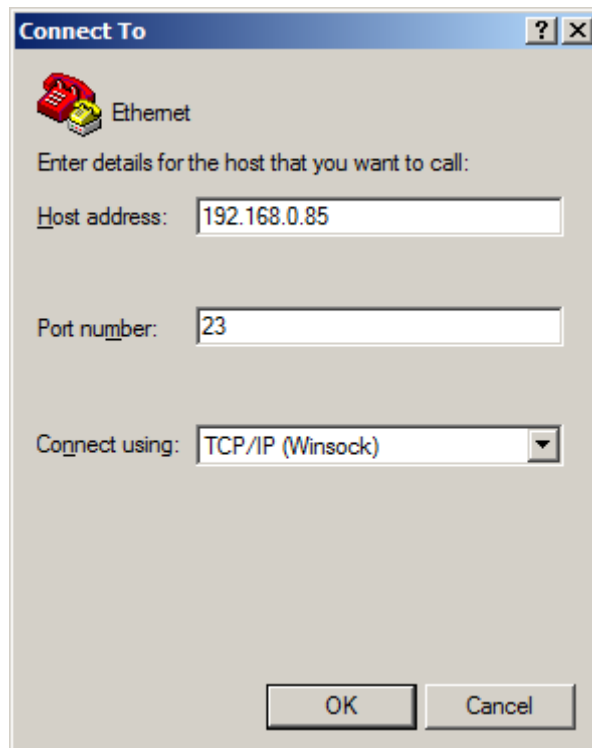 Connect To
Ethernet
Enter details for the host that you want to call:
Host address: 192.168.0.85
Port number: 23
Connect using: TCP/IP (Winsock)
OK Cancel